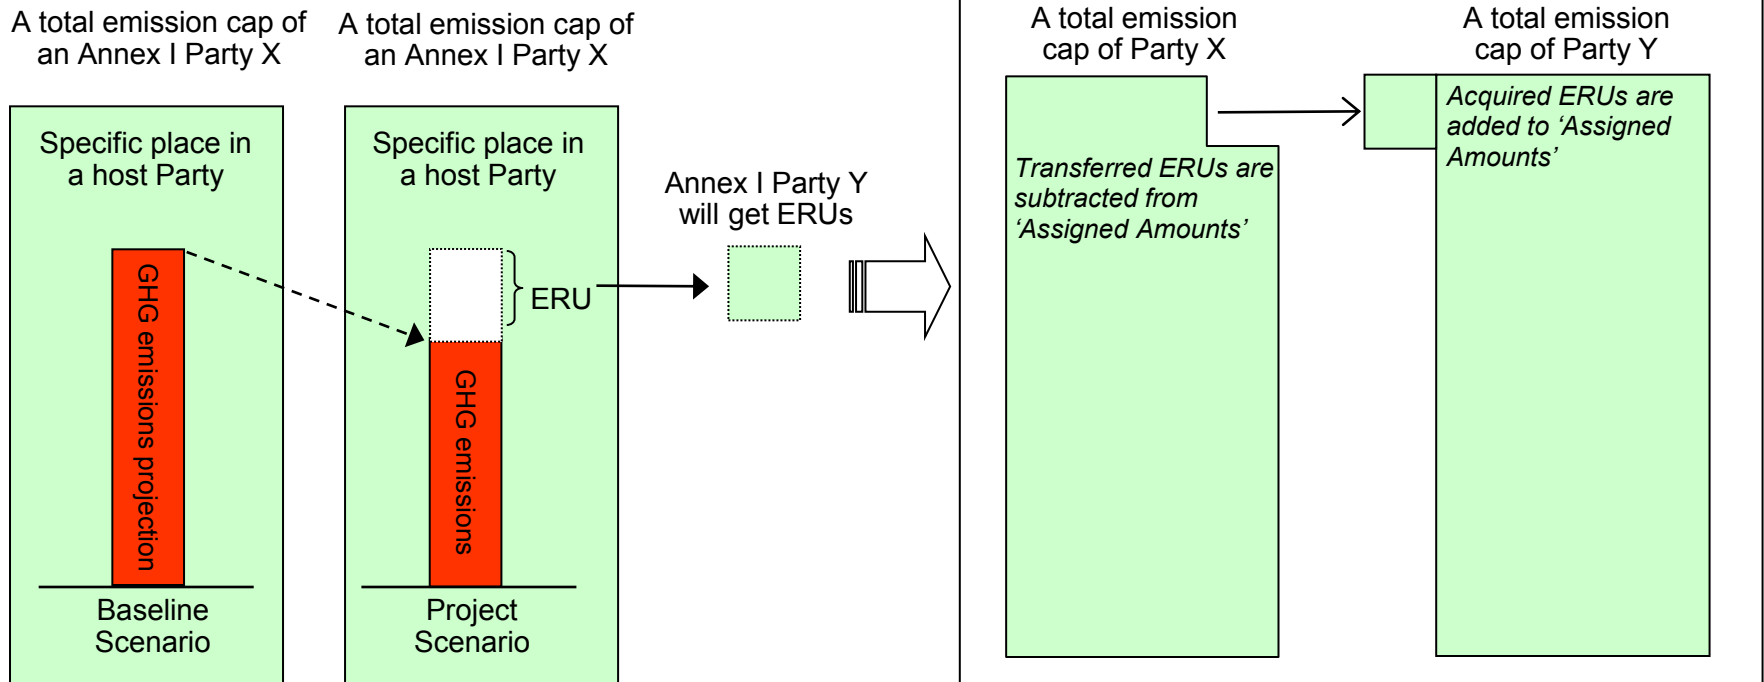 A total emission cap of
an Annex I Party X
A total emission cap of
an Annex I Party X
Specific place in
a host Party
Specific place in
a host Party
GHG emissions projection
GHG emissions
ERU
Annex I Party Y
will get ERUs
Baseline
Scenario
Project
Scenario
A total emission
cap of Party X
A total emission
cap of Party Y
Transferred ERUs are
subtracted from
‘Assigned Amounts’
Acquired ERUs are
added to ‘Assigned
Amounts’